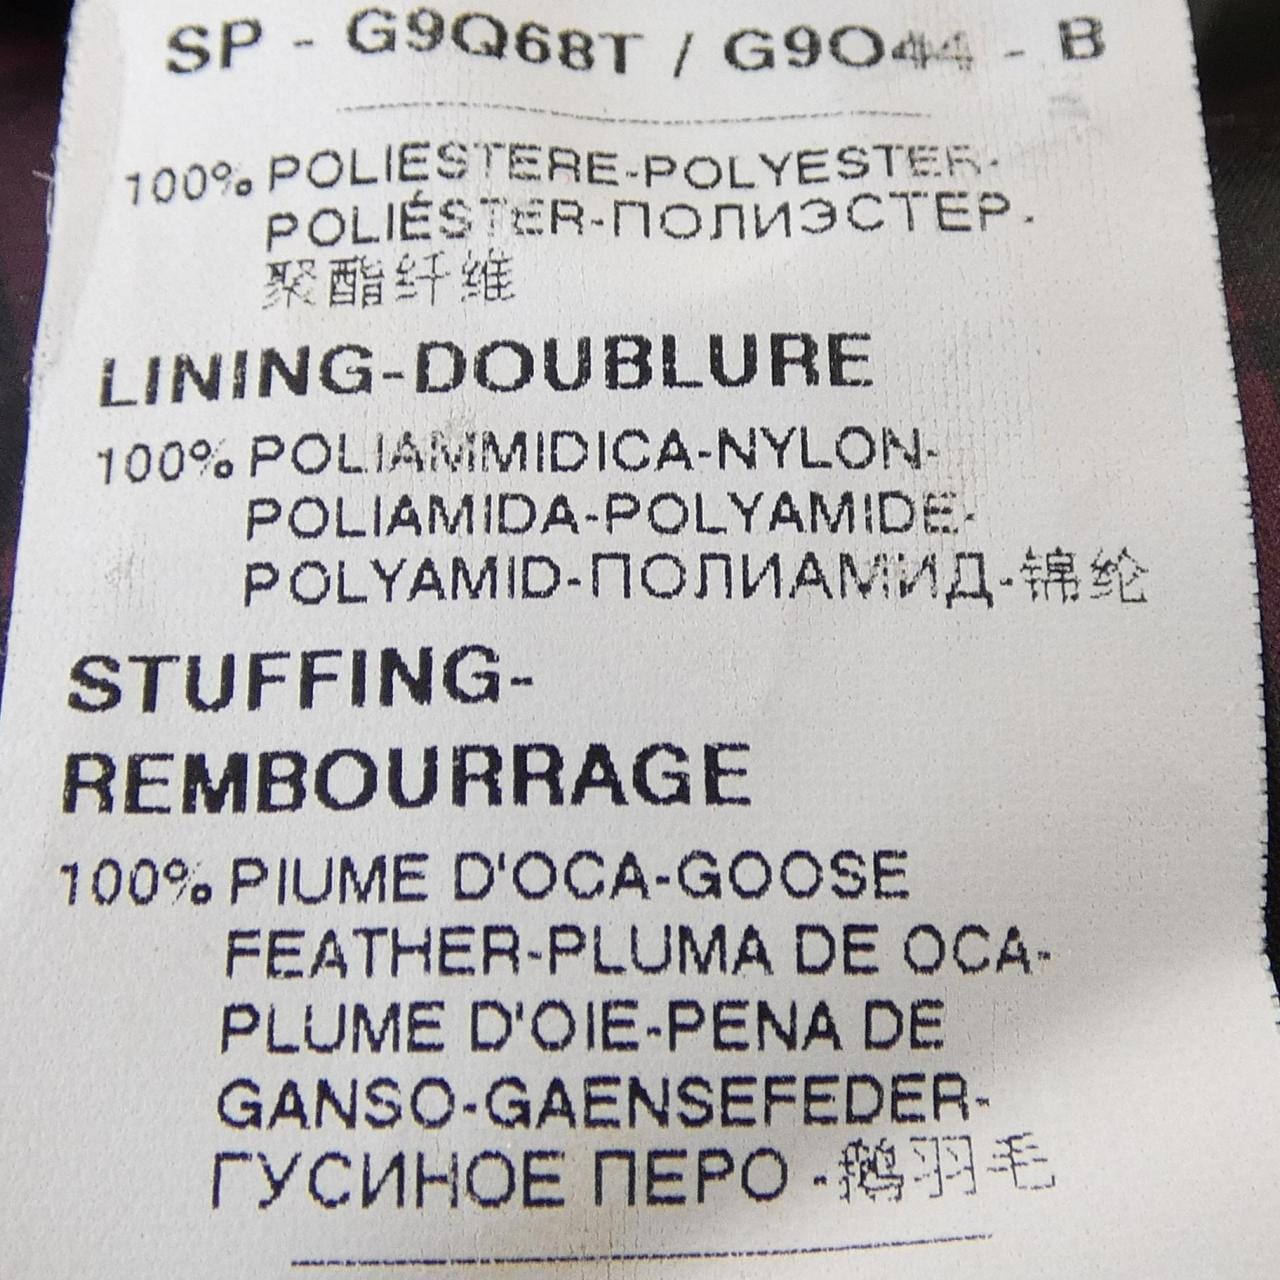 SP - G9Q68T / G9O44 - B
100% POLIESTERE-POLYESTER-
POLIÉSTER-ПОЛИЭСТЕР-
聚酯纤维
LINING-DOUBLURE
100% POLIAMMIDICA-NYLON-
POLIAMIDA-POLYAMIDE-
POLYAMID-ПОЛИАМИД-锦纶
STUFFING-
REMBOURRAGE
100% PIUME D'OCA-GOOSE
FEATHER-PLUMA DE OCA-
PLUME D'OIE-PENA DE
GANSO-GAENSEFEDER-
ГУСИНОЕ ПЕРО -鹅羽毛